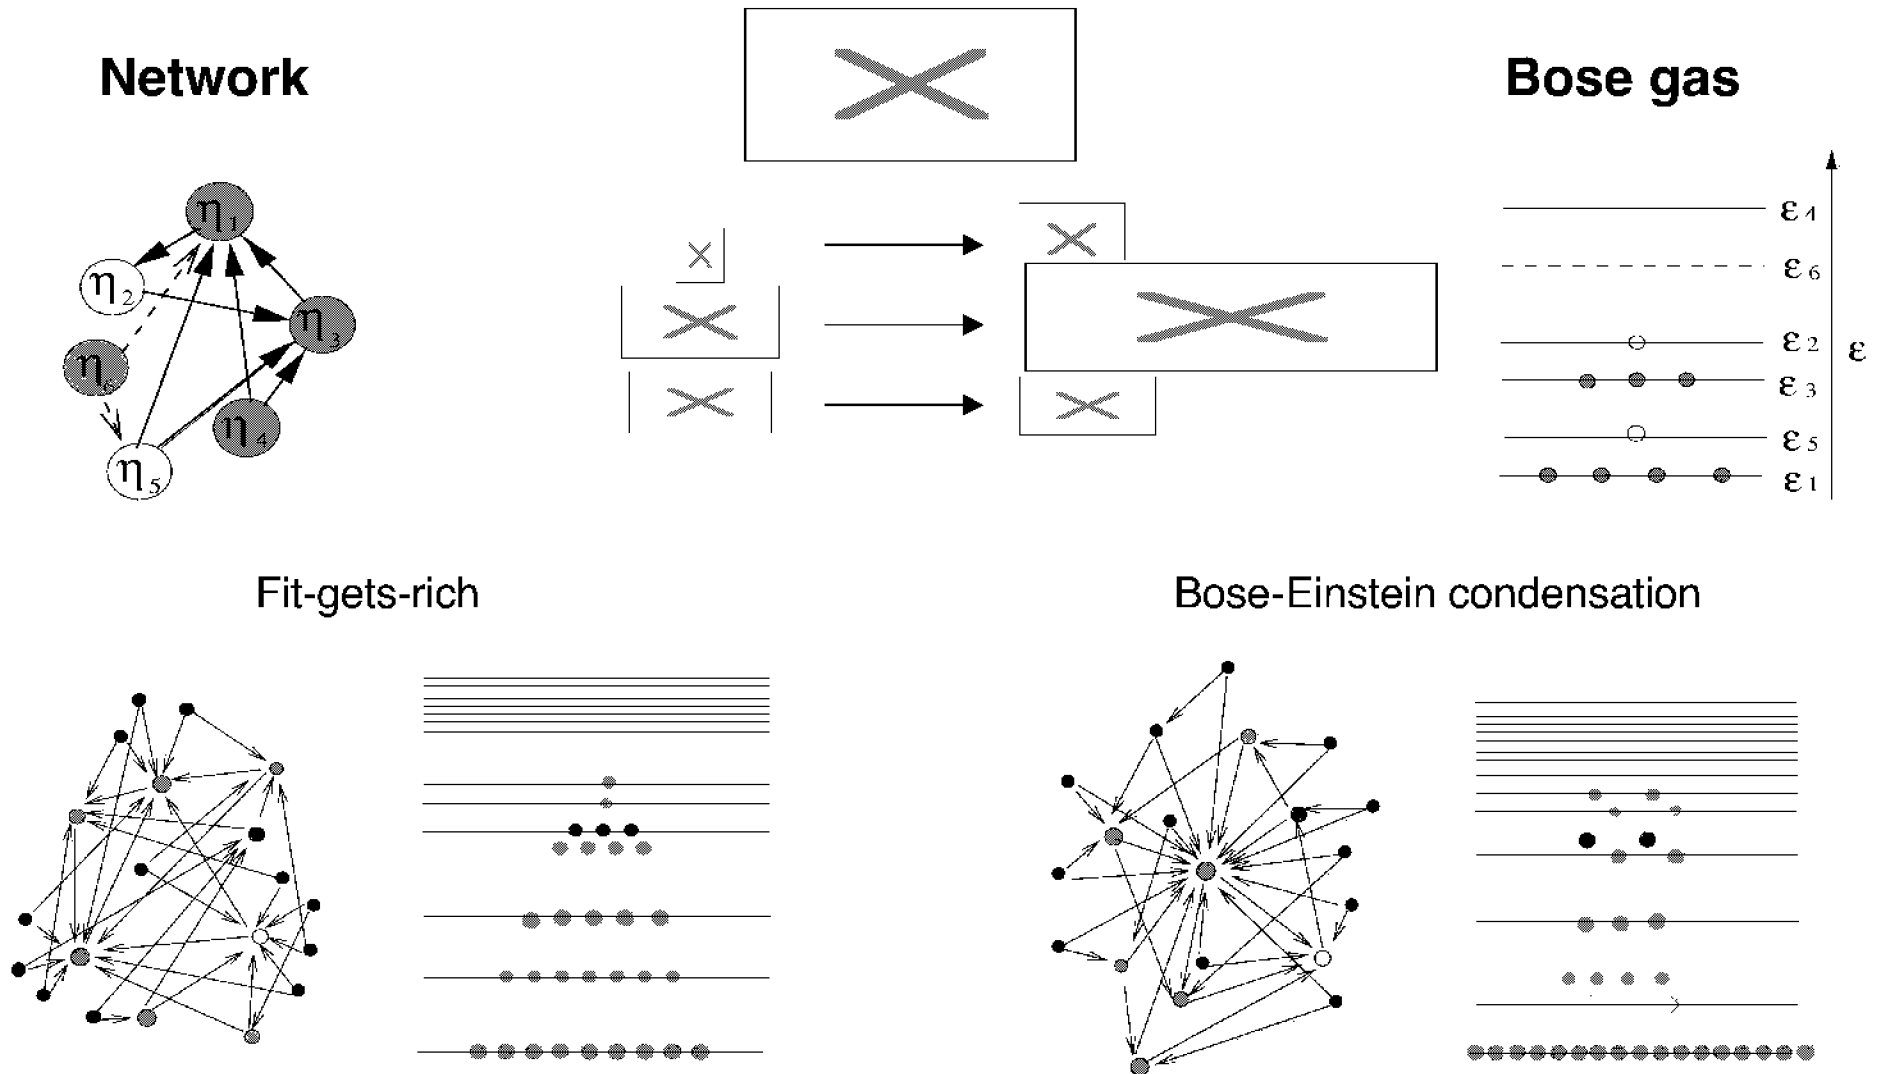 Network
Bose gas
η1
η2
η3
η6
η4
η5
ε4
ε6
ε2
ε
ε3
ε5
ε1
Fit-gets-rich
Bose-Einstein condensation